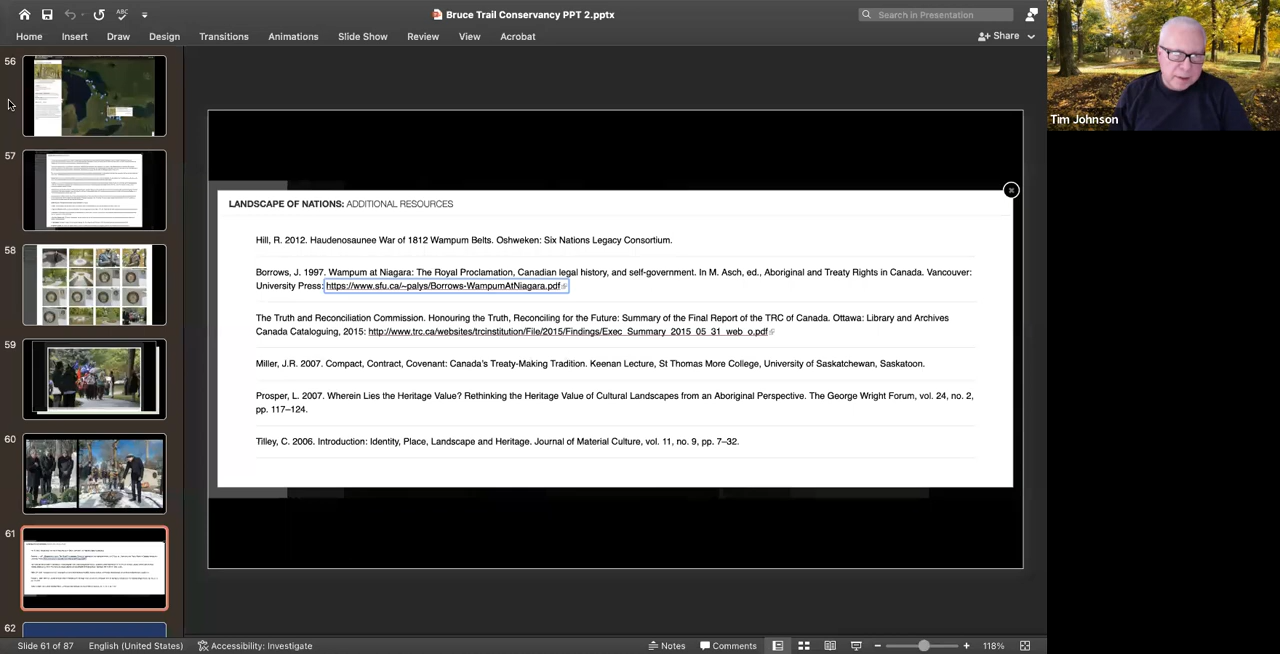 Bruce Trail Conservancy PPT 2.pptx
Search in Presentation
Home Insert Draw Design Transitions Animations Slide Show Review View Acrobat
Share
ABC
56
57
58
59
60
61
62
LANDSCAPE OF NATIONS: ADDITIONAL RESOURCES
Hill, R. 2012. Haudenosaunee War of 1812 Wampum Belts. Oshweken: Six Nations Legacy Consortium.
Borrows, J. 1997. Wampum at Niagara: The Royal Proclamation, Canadian legal history, and self-government. In M. Asch, ed., Aboriginal and Treaty Rights in Canada. Vancouver:
University Press: https://www.sfu.ca/~palys/Borrows-WampumAtNiagara.pdf
The Truth and Reconciliation Commission. Honouring the Truth, Reconciling for the Future: Summary of the Final Report of the TRC of Canada. Ottawa: Library and Archives
Canada Cataloguing, 2015: http://www.trc.ca/websites/trcinstitution/File/2015/Findings/Exec_Summary_2015_05_31_web_o.pdf
Miller, J.R. 2007. Compact, Contract, Covenant: Canada's Treaty-Making Tradition. Keenan Lecture, St Thomas More College, University of Saskatchewan, Saskatoon.
Prosper, L. 2007. Wherein Lies the Heritage Value? Rethinking the Heritage Value of Cultural Landscapes from an Aboriginal Perspective. The George Wright Forum, vol. 24, no. 2,
pp. 117–124.
Tilley, C. 2006. Introduction: Identity, Place, Landscape and Heritage. Journal of Material Culture, vol. 11, no. 9, pp. 7–32.
Tim Johnson
Slide 61 of 87 English (United States) Accessibility: Investigate
Notes Comments 118%